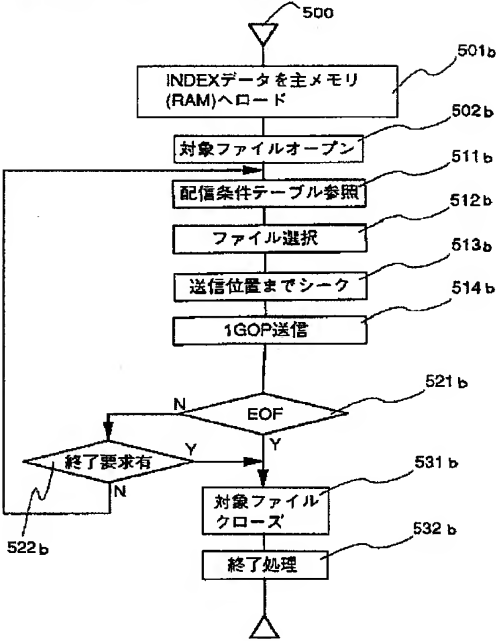 500
INDEXデータを主メモリ
(RAM)へロード
501b
対象ファイルオープン
502b
配信条件テーブル参照
511b
ファイル選択
512b
送信位置までシーク
513b
1GOP送信
514b
EOF
521b
N
Y
終了要求有
Y
N
522b
対象ファイル
クローズ
531b
終了処理
532b